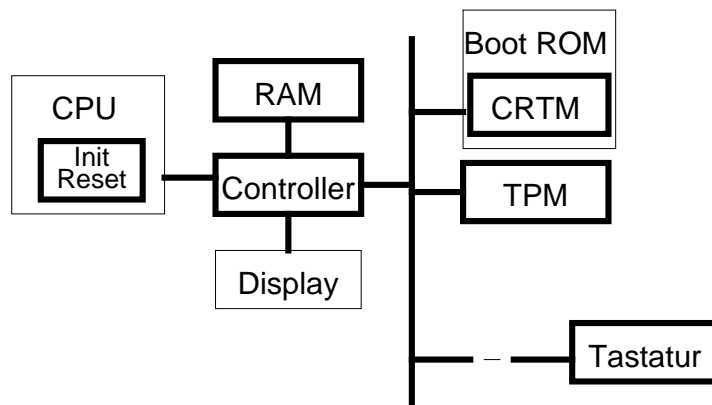 Boot ROM
CPU
RAM
CRTM
Init
Reset
Controller
TPM
Display
Tastatur